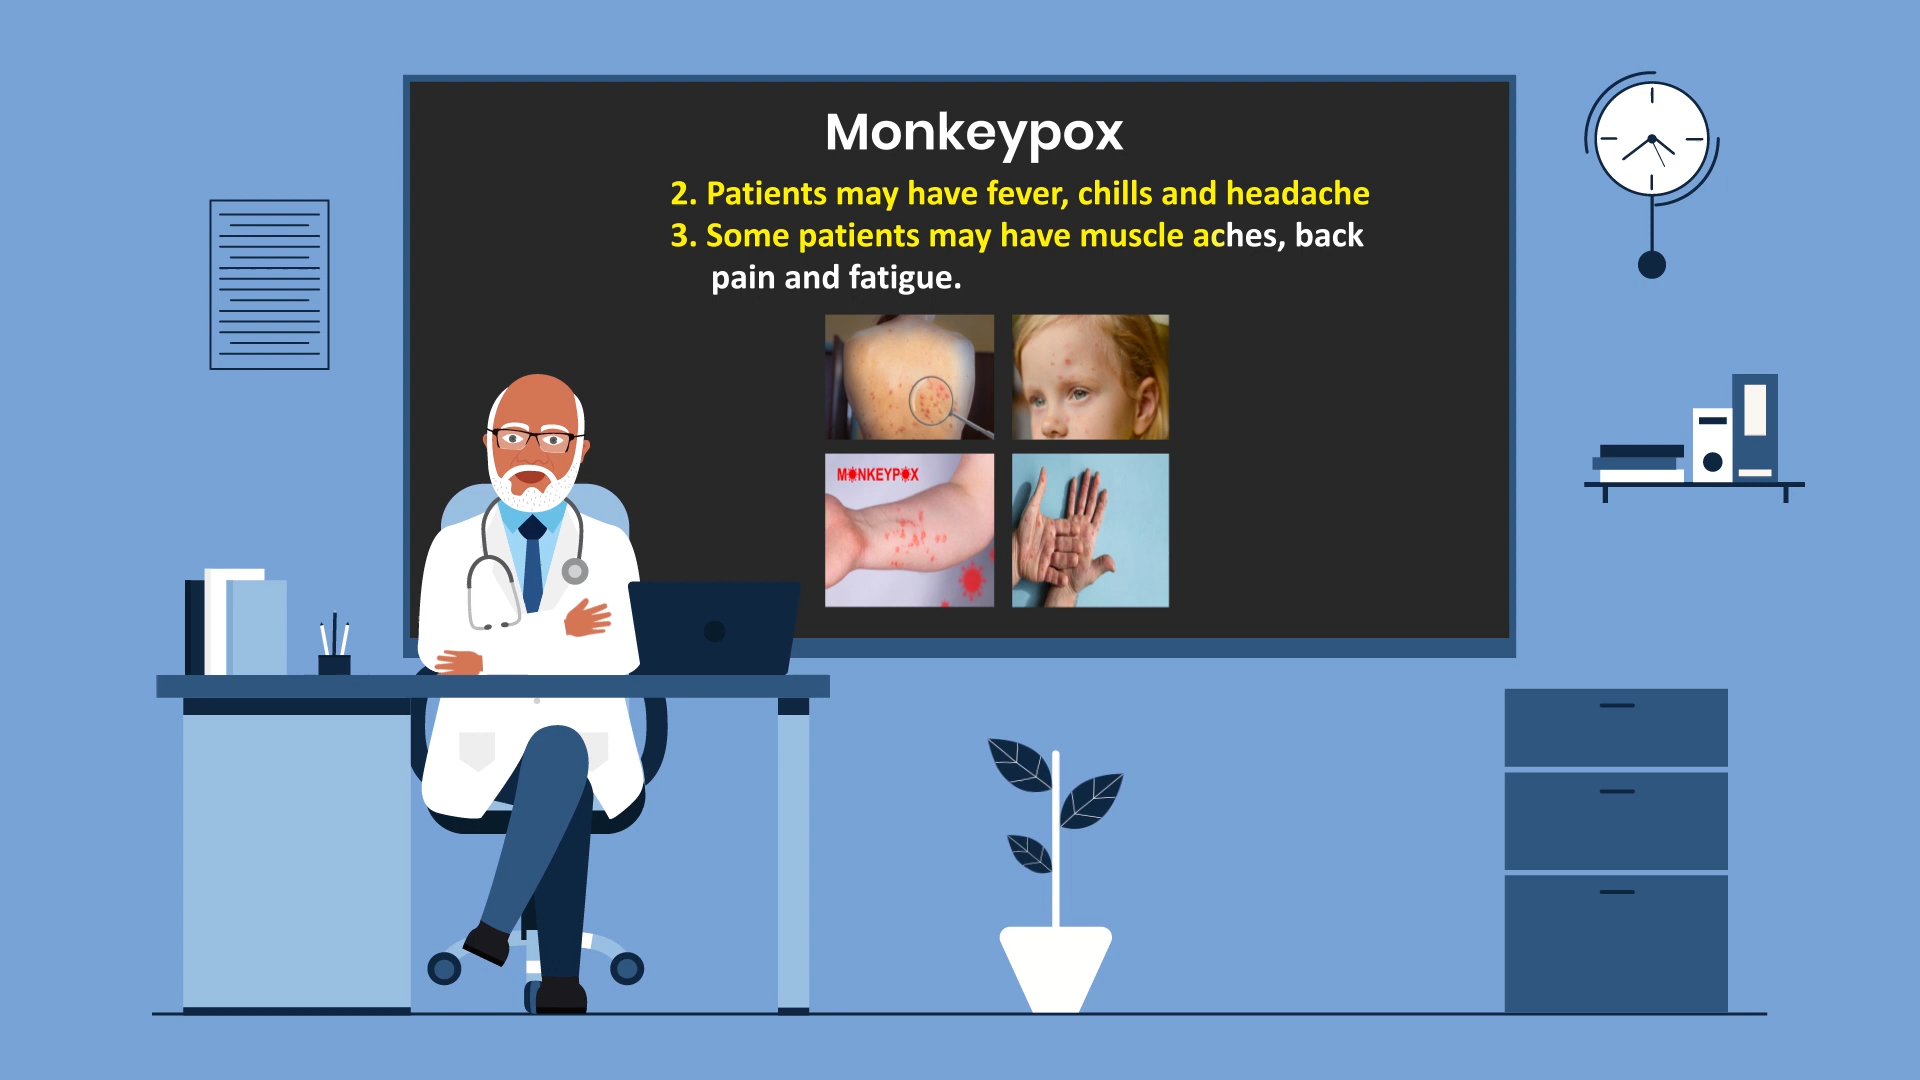 Monkeypox
2. Patients may have fever, chills and headache
3. Some patients may have muscle aches, back
pain and fatigue.
MONKEYPOX